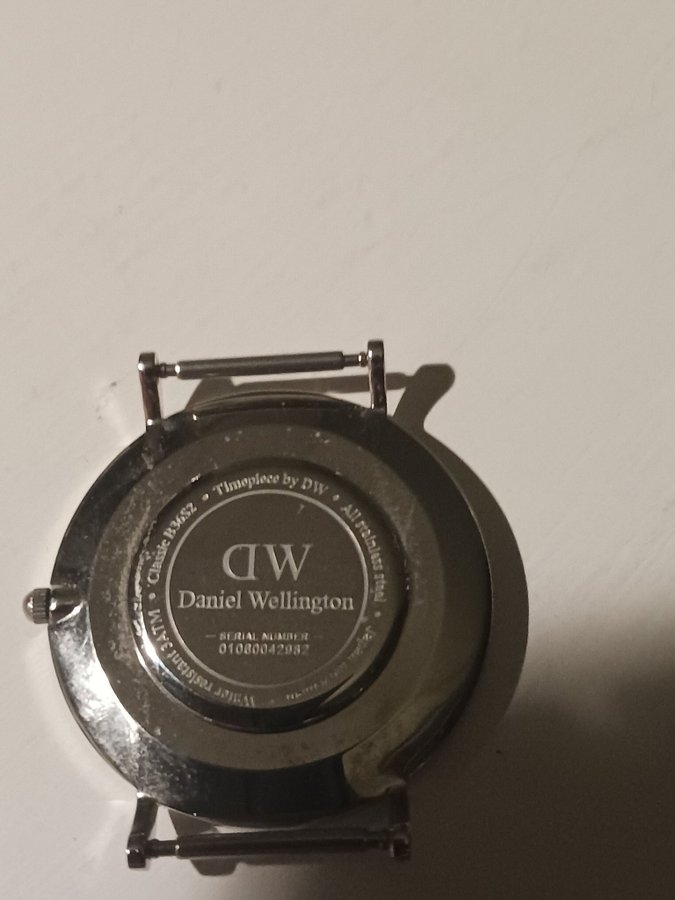 Timepiece by DW • All stainless steel •
Water resistant 3ATM • Classic B36S2 •
DW
Daniel Wellington
SERIAL NUMBER
01080042982